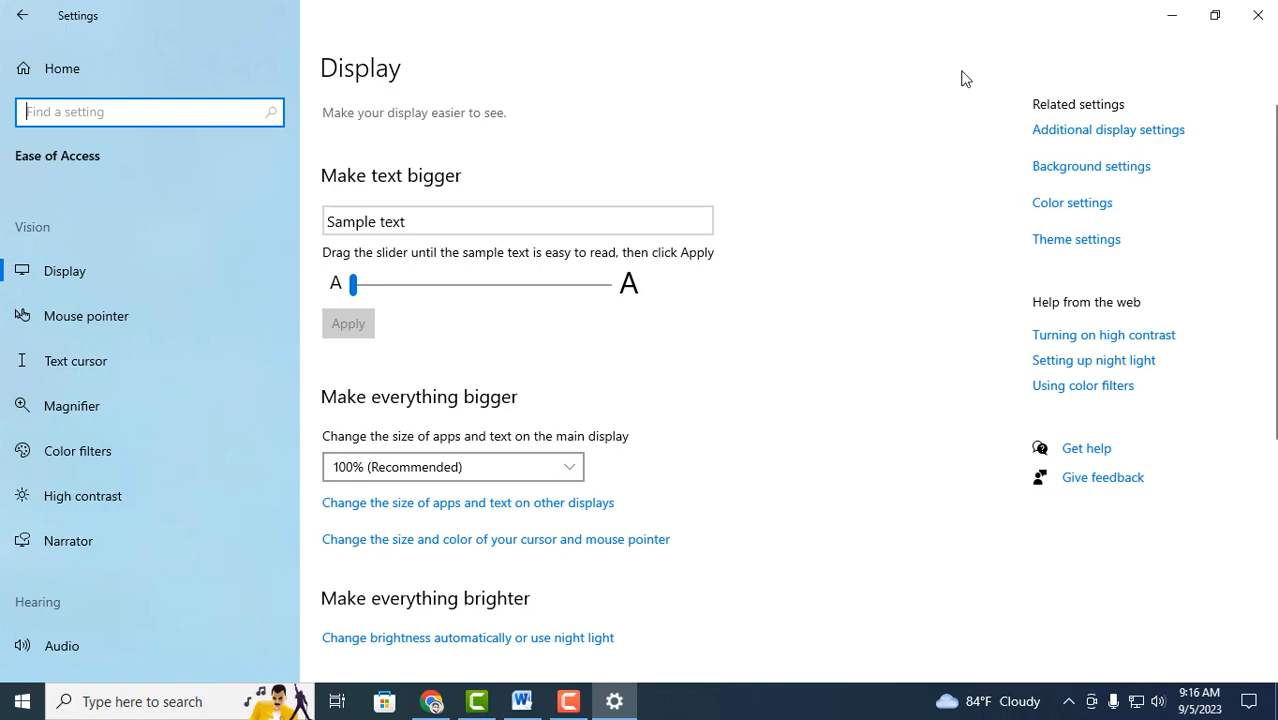 Settings
Home
Find a setting
Ease of Access
Vision
Display
Mouse pointer
Text cursor
Magnifier
Color filters
High contrast
Narrator
Hearing
Audio
Display
Make your display easier to see.
Make text bigger
Sample text
Drag the slider until the sample text is easy to read, then click Apply
A A
Apply
Make everything bigger
Change the size of apps and text on the main display
100% (Recommended)
Change the size of apps and text on other displays
Change the size and color of your cursor and mouse pointer
Make everything brighter
Change brightness automatically or use night light
Related settings
Additional display settings
Background settings
Color settings
Theme settings
Help from the web
Turning on high contrast
Setting up night light
Using color filters
Get help
Give feedback
Type here to search
84°F Cloudy
9:16 AM
9/5/2023